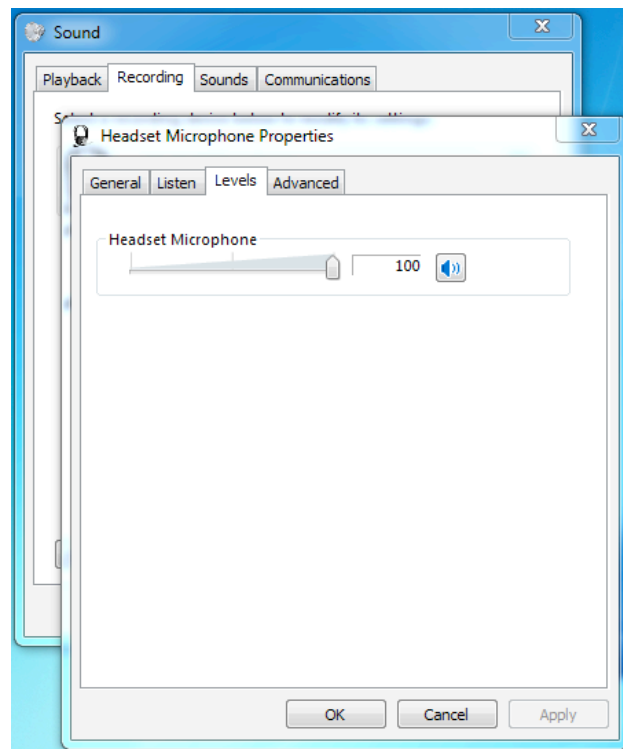 Sound
Playback Recording Sounds Communications
Headset Microphone Properties
General Listen Levels Advanced
Headset Microphone
100
OK Cancel Apply